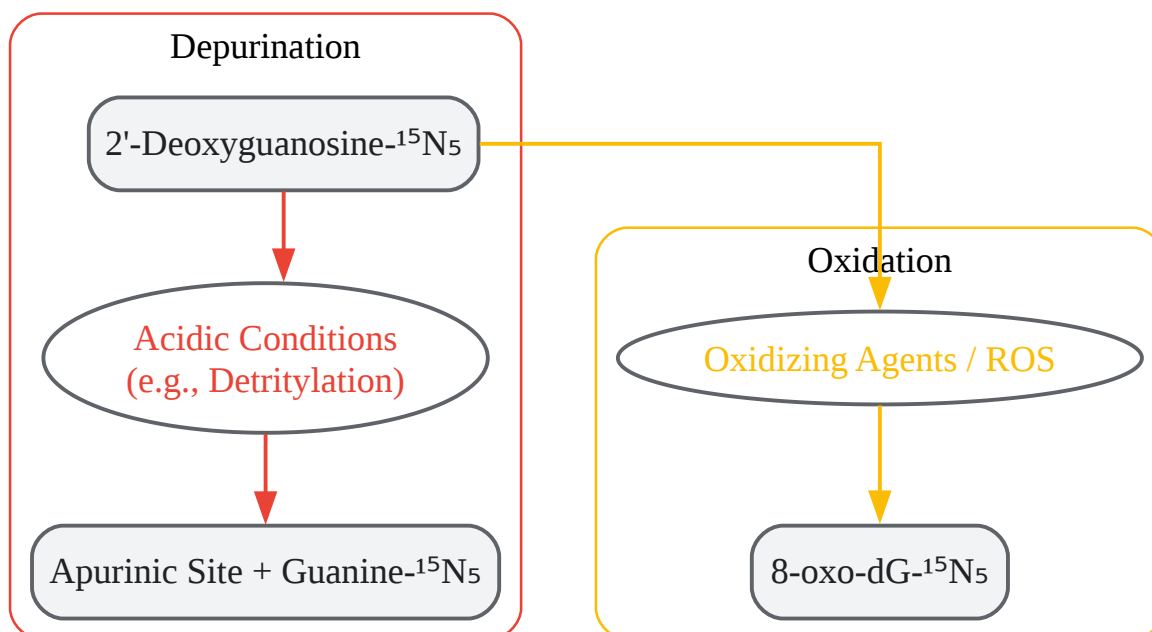 Depurination
2'-Deoxyguanosine-¹⁵N₅
Acidic Conditions
(e.g., Detritylation)
Apurinic Site + Guanine-¹⁵N₅
Oxidation
Oxidizing Agents / ROS
8-oxo-dG-¹⁵N₅